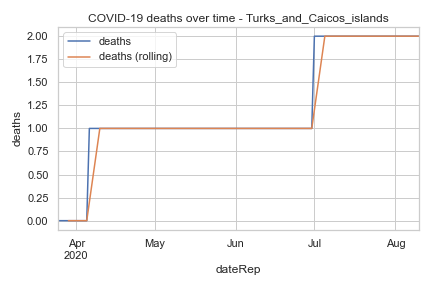 COVID-19 deaths over time - Turks_and_Caicos_islands
deaths
deaths (rolling)
2.00
1.75
1.50
1.25
1.00
0.75
0.50
0.25
0.00
deaths
Apr
2020
May
Jun
Jul
Aug
dateRep